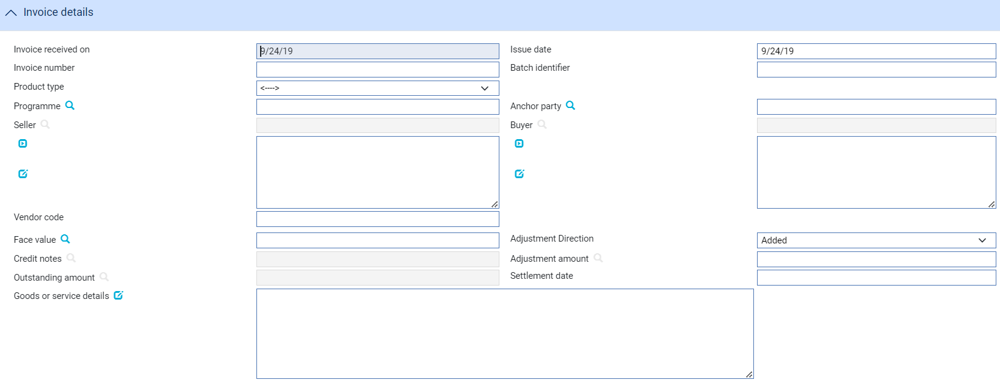 Invoice details
Invoice received on 9/24/19 Issue date 9/24/19
Invoice number Batch identifier
Product type <---->
Programme Anchor party
Seller Buyer
Vendor code
Face value Adjustment Direction Added
Credit notes Adjustment amount
Outstanding amount Settlement date
Goods or service details